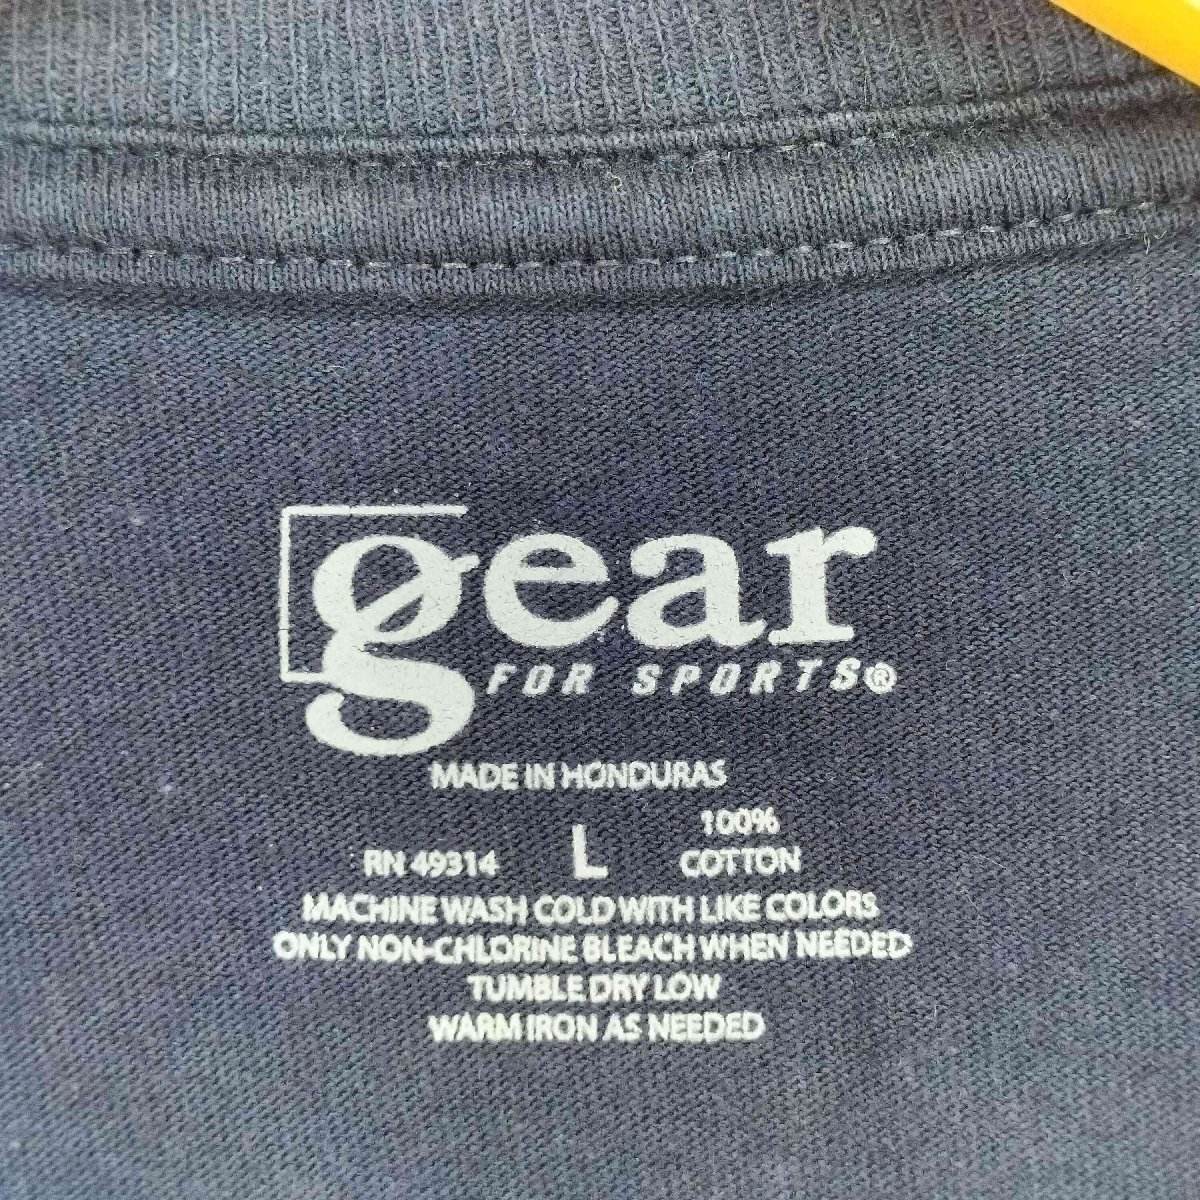 gear
FOR SPORTS®
MADE IN HONDURAS
RN 49314 L 100% COTTON
MACHINE WASH COLD WITH LIKE COLORS
ONLY NON-CHLORINE BLEACH WHEN NEEDED
TUMBLE DRY LOW
WARM IRON AS NEEDED